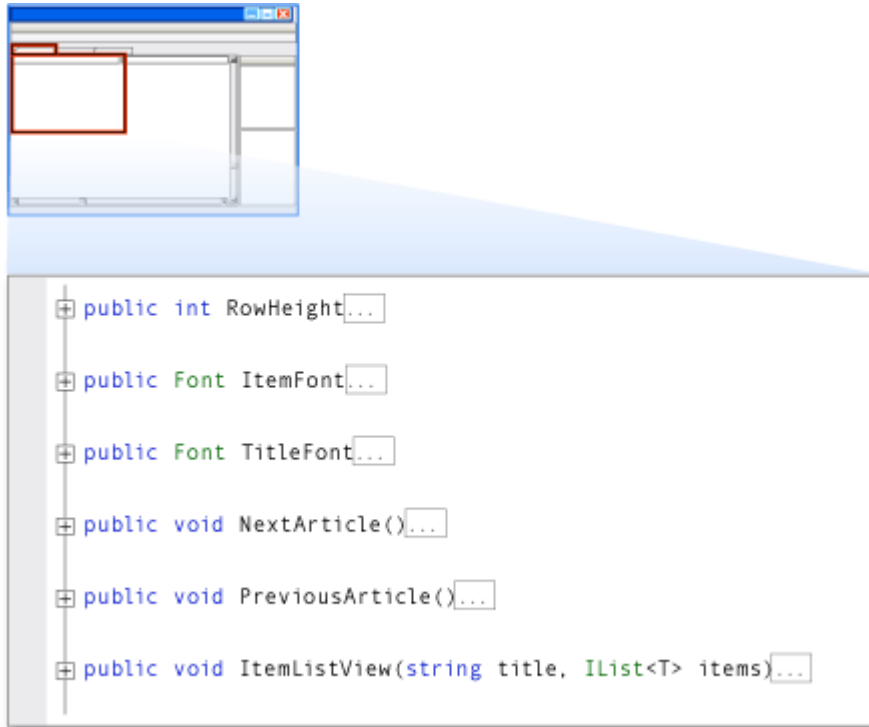 public int RowHeight...
public Font ItemFont...
public Font TitleFont...
public void NextArticle()...
public void PreviousArticle()...
public void ItemListView(string title, IList<T> items)...